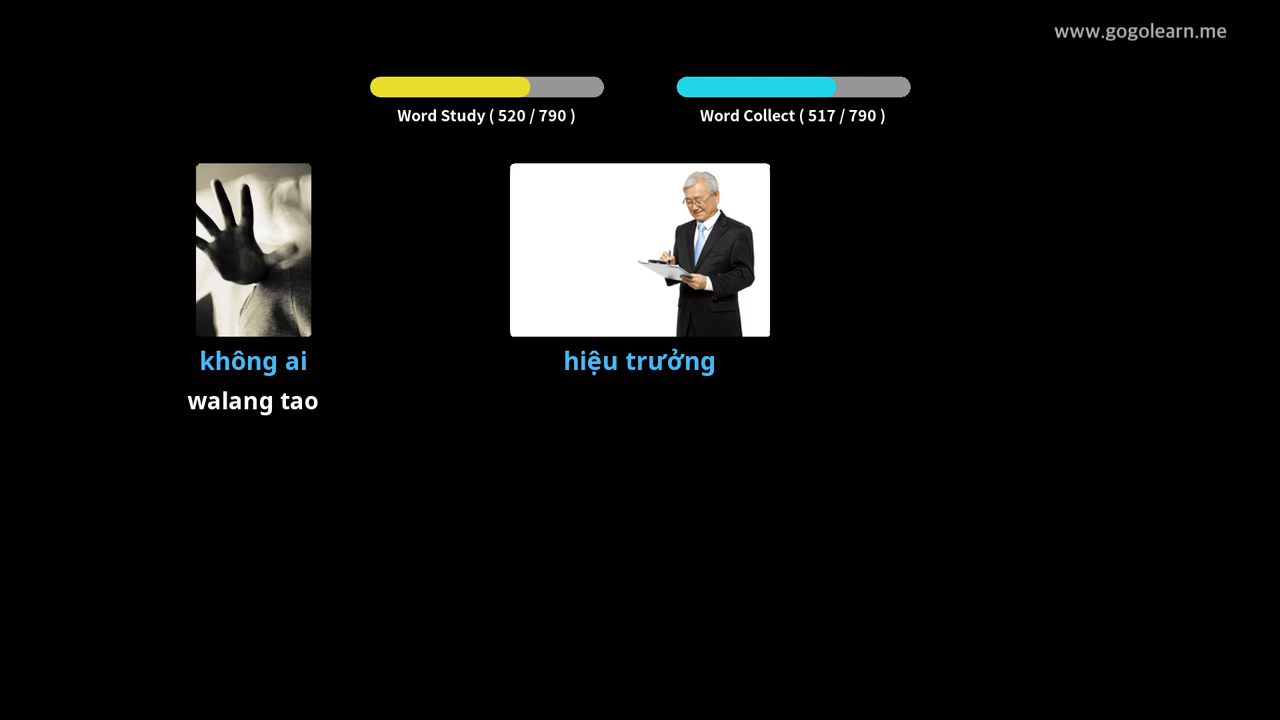 www.gogolearn.me
Word Study ( 520 / 790 )
Word Collect ( 517 / 790 )
không ai
hiệu trưởng
walang tao